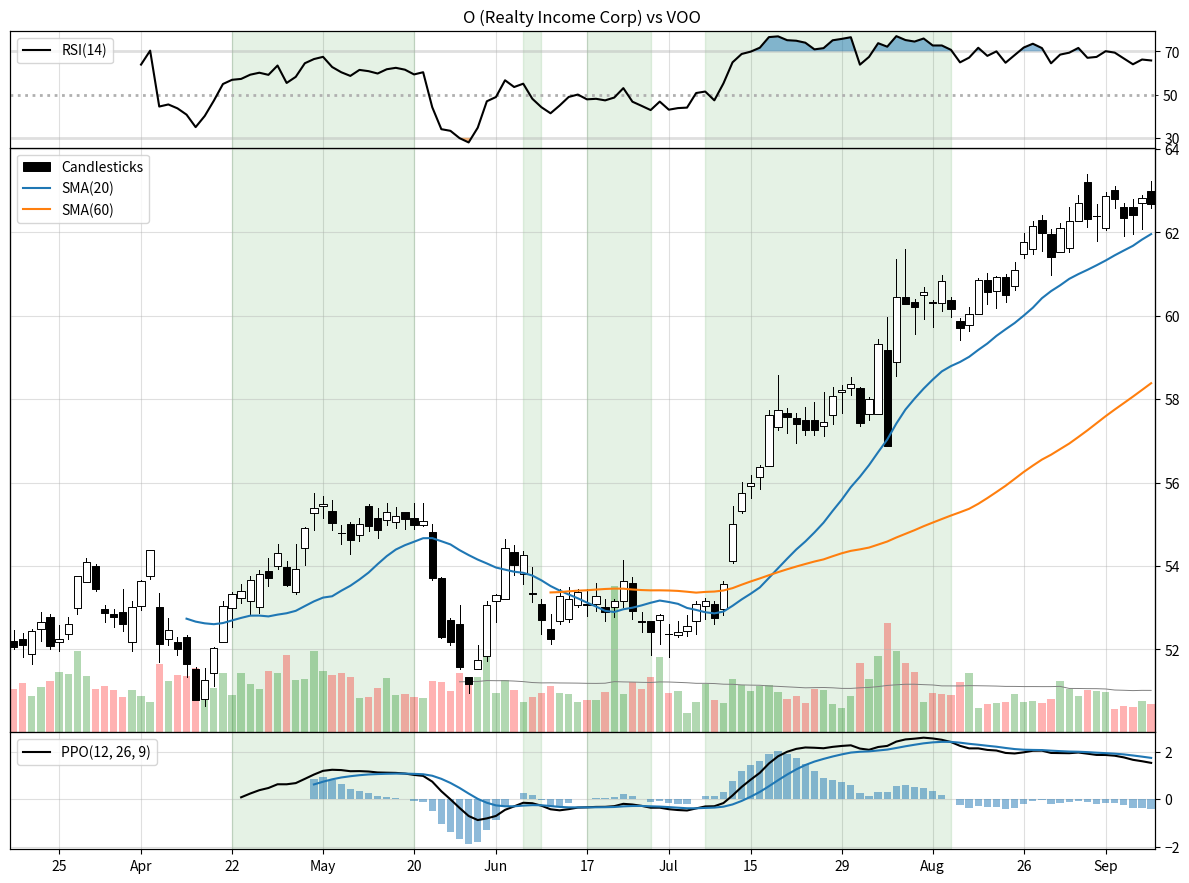 O (Realty Income Corp) vs VOO
RSI(14)
70
50
30
Candlesticks
SMA(20)
SMA(60)
64
62
60
58
56
54
52
PPO(12, 26, 9)
2
0
−2
25 Apr 22 May 20 Jun 17 Jul 15 29 Aug 26 Sep